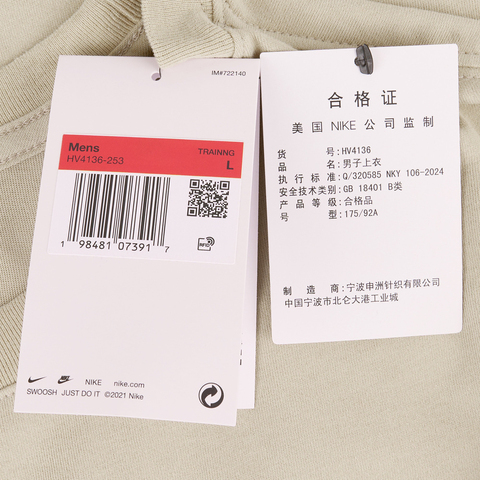 IM#722140
Mens
HV4136-253
TRAINNG
L
1 98481 07391 7
RFID
NIKE
nike.com
SWOOSH JUST DO IT ©2021 Nike
合格证
美国 NIKE 公司监制
货号:HV4136
品名:男子上衣
执行标准:Q/320585 NKY 106-2024
安全技术类别:GB 18401 B类
产品等级:合格品
号型:175/92A
制造商:宁波申洲针织有限公司
中国宁波市北仑大港工业城